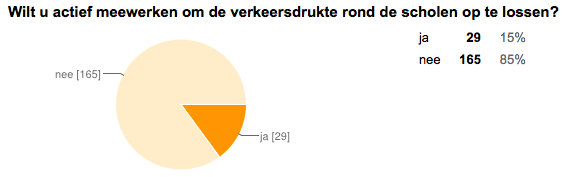 Wilt u actief meewerken om de verkeersdrukte rond de scholen op te lossen?
ja 29 15%
nee 165 85%
nee [165]
ja [29]